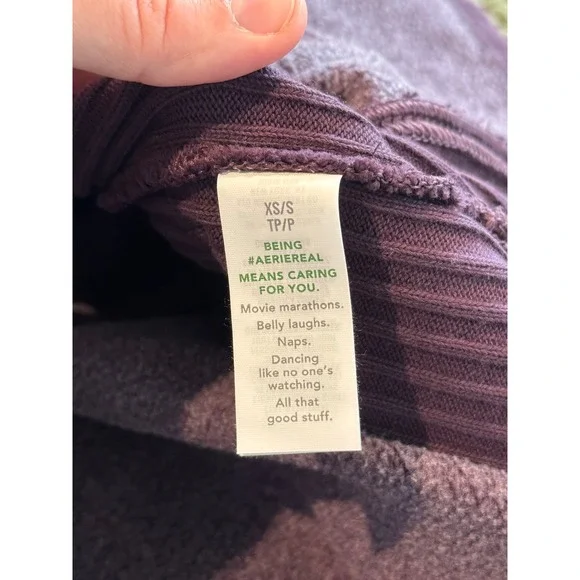 XS/S
TP/P
BEING
#AERIEREAL
MEANS CARING
FOR YOU.
Movie marathons.
Belly laughs.
Naps.
Dancing
like no one's
watching.
All that
good stuff.